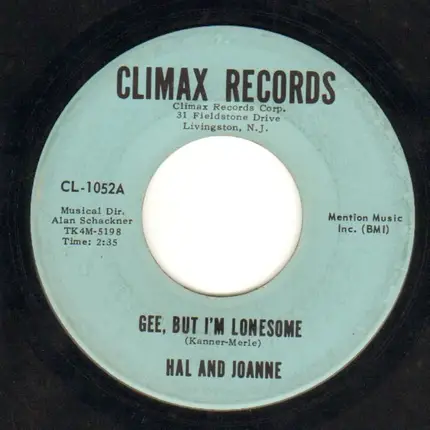 CLIMAX RECORDS
Climax Records Corp.
31 Fieldstone Drive
Livingston, N.J.
CL-1052A
Musical Dir.
Alan Schackner
TK4M-5198
Time: 2:35
Mention Music
Inc. (BMI)
GEE, BUT I'M LONESOME
(Kanner-Merle)
HAL AND JOANNE